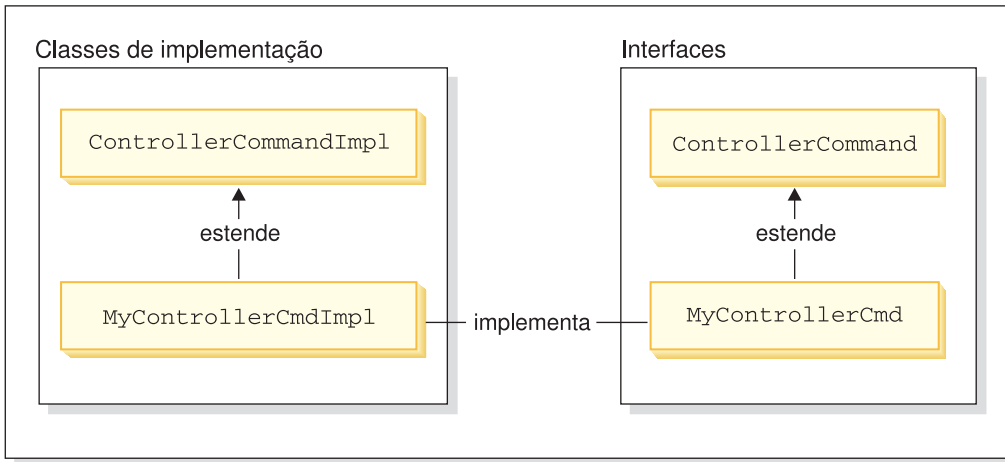 Classes de implementação
Interfaces
ControllerCommandImpl
ControllerCommand
estende
estende
MyControllerCmdImpl
implementa
MyControllerCmd